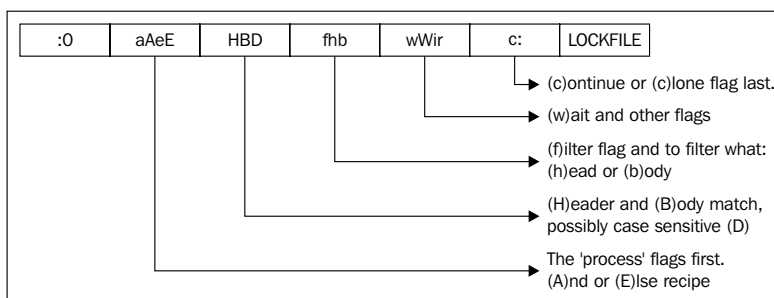 :0 aAeE HBD fhb wWir c: LOCKFILE
(c)ontinue or (c)lone flag last.
(w)ait and other flags
(f)ilter flag and to filter what:
(h)ead or (b)ody
(H)eader and (B)ody match,
possibly case sensitive (D)
The 'process' flags first.
(A)nd or (E)lse recipe